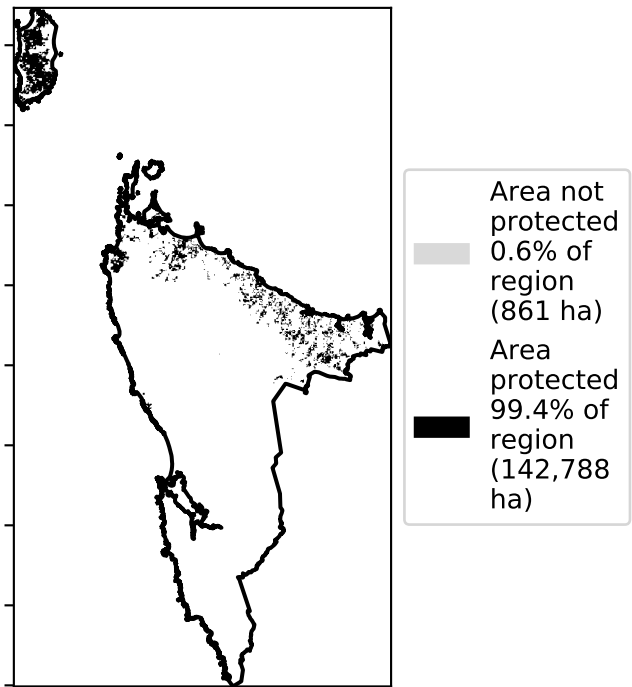 Area not
protected
0.6% of
region
(861 ha)
Area
protected
99.4% of
region
(142,788
ha)